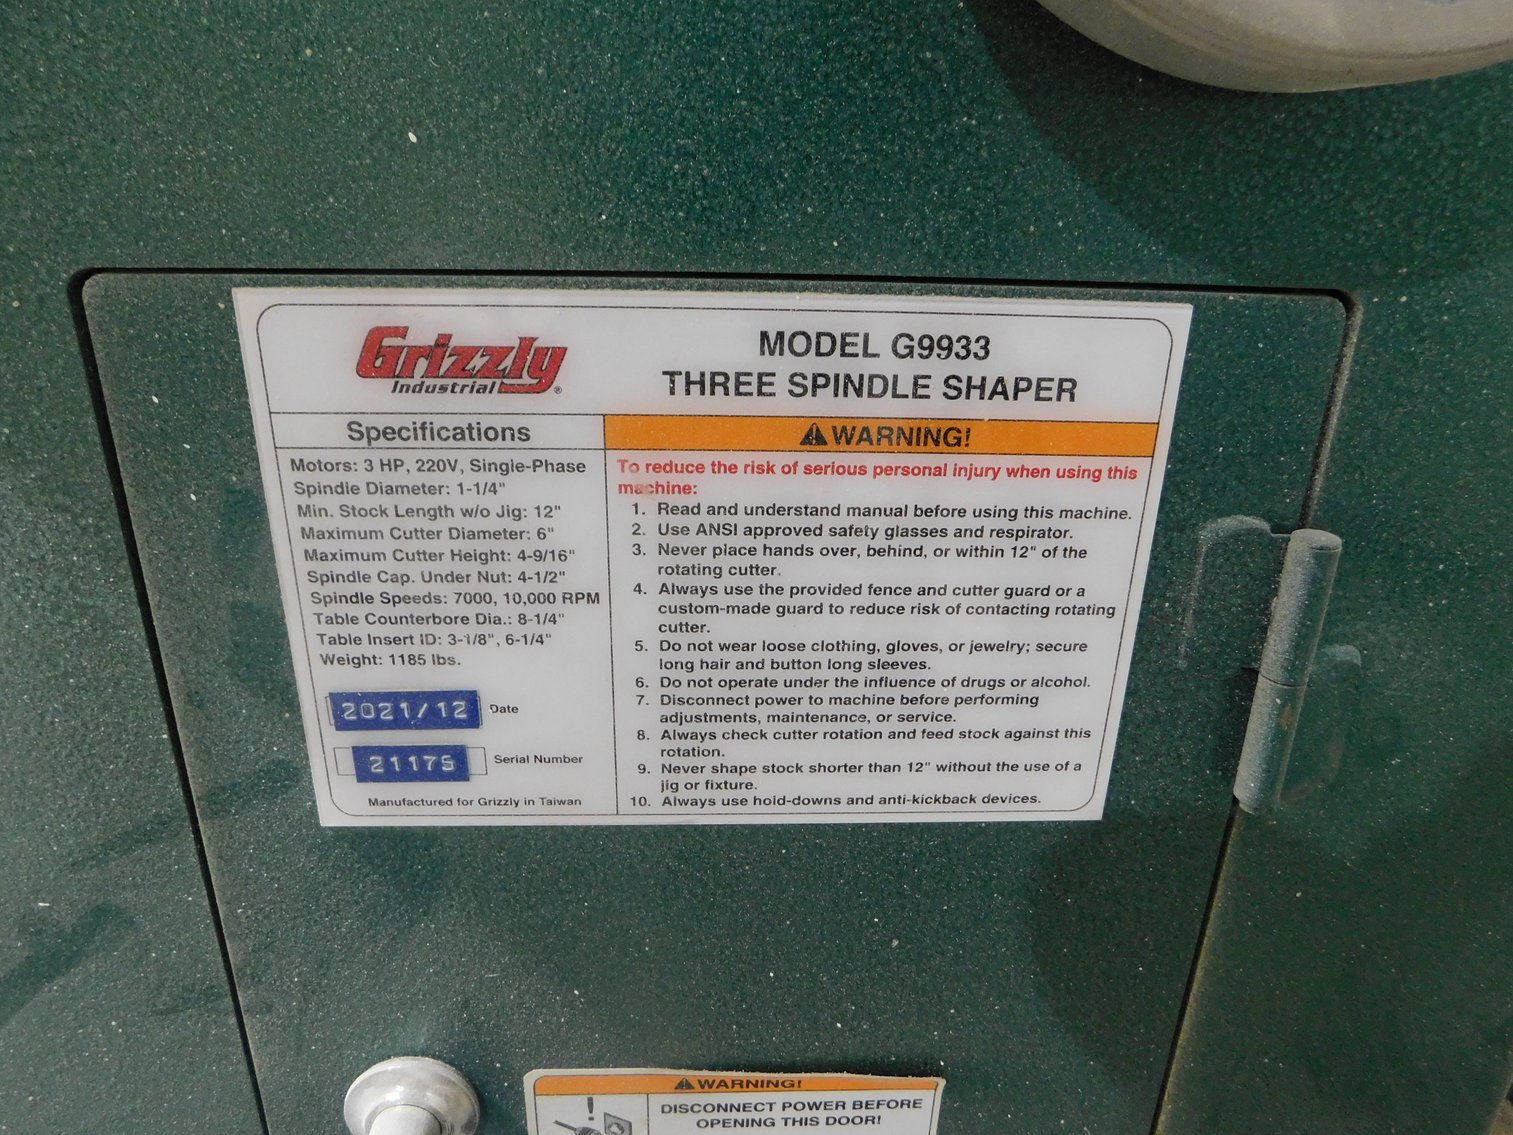 Grizzly
Industrial®
MODEL G9933
THREE SPINDLE SHAPER
Specifications
Motors: 3 HP, 220V, Single-Phase
Spindle Diameter: 1-1/4"
Min. Stock Length w/o Jig: 12"
Maximum Cutter Diameter: 6"
Maximum Cutter Height: 4-9/16"
Spindle Cap. Under Nut: 4-1/2"
Spindle Speeds: 7000, 10,000 RPM
Table Counterbore Dia.: 8-1/4"
Table Insert ID: 3-1/8", 6-1/4"
Weight: 1185 lbs.
2021/12 Date
21175 Serial Number
Manufactured for Grizzly in Taiwan
WARNING!
To reduce the risk of serious personal injury when using this
machine:
1. Read and understand manual before using this machine.
2. Use ANSI approved safety glasses and respirator.
3. Never place hands over, behind, or within 12" of the
rotating cutter.
4. Always use the provided fence and cutter guard or a
custom-made guard to reduce risk of contacting rotating
cutter.
5. Do not wear loose clothing, gloves, or jewelry; secure
long hair and button long sleeves.
6. Do not operate under the influence of drugs or alcohol.
7. Disconnect power to machine before performing
adjustments, maintenance, or service.
8. Always check cutter rotation and feed stock against this
rotation.
9. Never shape stock shorter than 12" without the use of a
jig or fixture.
10. Always use hold-downs and anti-kickback devices.
WARNING!
DISCONNECT POWER BEFORE
OPENING THIS DOOR!